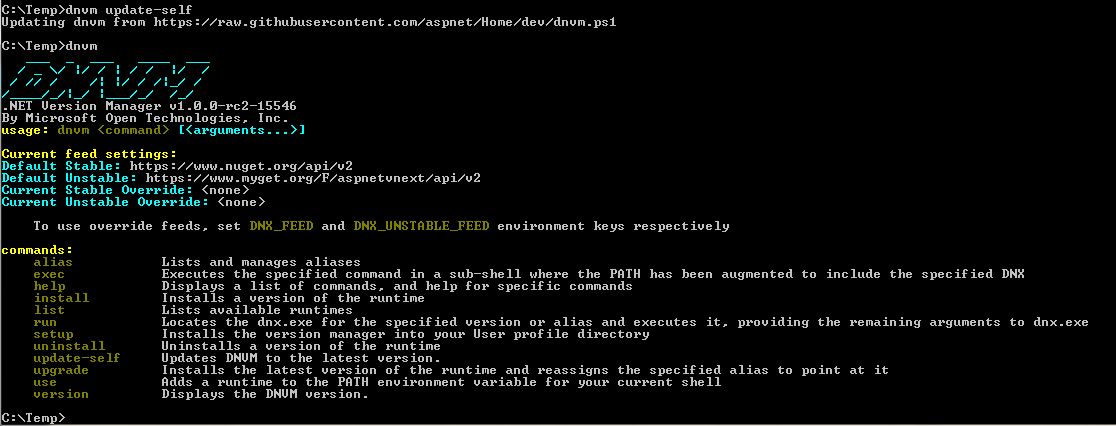 C:\Temp>dnvm update-self
Updating dnvm from https://raw.githubusercontent.com/aspnet/Home/dev/dnvm.ps1
C:\Temp>dnvm
DNVM
.NET Version Manager v1.0.0-rc2-15546
By Microsoft Open Technologies, Inc.
usage: dnvm <command> [<arguments...>]
Current feed settings:
Default Stable: https://www.nuget.org/api/v2
Default Unstable: https://www.myget.org/F/aspnetvnext/api/v2
Current Stable Override: <none>
Current Unstable Override: <none>
To use override feeds, set DNX_FEED and DNX_UNSTABLE_FEED environment keys respectively
commands:
alias Lists and manages aliases
exec Executes the specified command in a sub-shell where the PATH has been augmented to include the specified DNX
help Displays a list of commands, and help for specific commands
install Installs a version of the runtime
list Lists available runtimes
run Locates the dnx.exe for the specified version or alias and executes it, providing the remaining arguments to dnx.exe
setup Installs the version manager into your User profile directory
uninstall Uninstalls a version of the runtime
update-self Updates DNVM to the latest version.
upgrade Installs the latest version of the runtime and reassigns the specified alias to point at it
use Adds a runtime to the PATH environment variable for your current shell
version Displays the DNVM version.
C:\Temp>